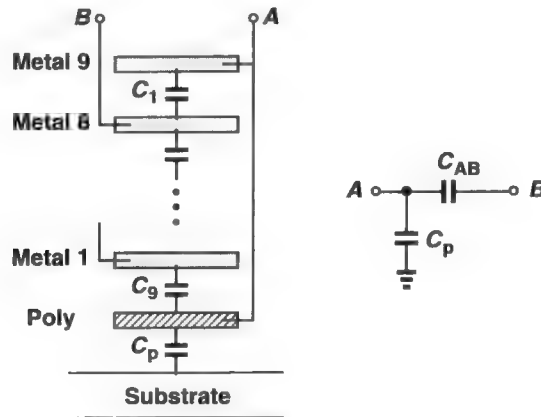 B
A
Metal 9
C1
Metal 8
CAB
A
B
Cp
Metal 1
C9
Poly
Cp
Substrate